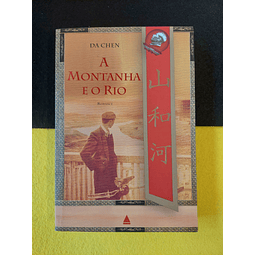 DA CHEN
A
MONTANHA
E O RIO
Romance
山
和
河